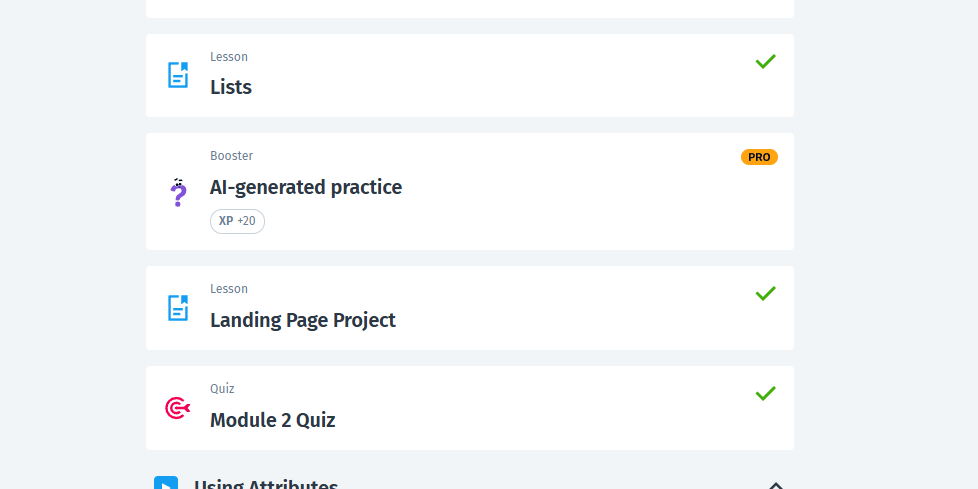 Lesson
Lists
Booster
PRO
AI-generated practice
XP +20
Lesson
Landing Page Project
Quiz
Module 2 Quiz
Using Attributes